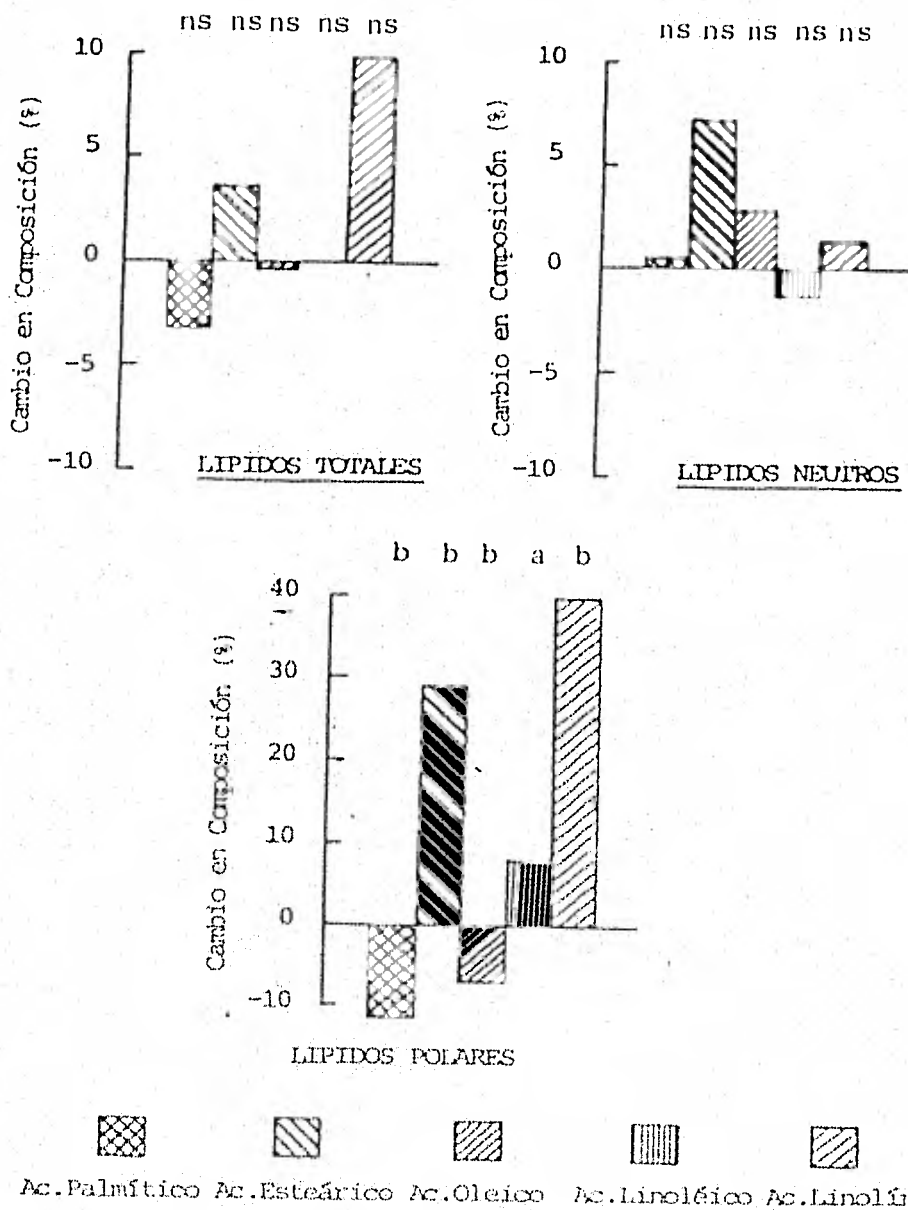 ns ns ns ns ns
10
5
0
-5
-10
Cambio en Composición (%)
LIPIDOS TOTALES
ns ns ns ns ns
10
5
0
-5
-10
Cambio en Composición (%)
LIPIDOS NEUTROS
b b b a b
40
30
20
10
0
-10
Cambio en Composición (%)
LIPIDOS POLARES
Ac.Palmítico Ac.Esteárico Ac.Oleico Ac.Linoléico Ac.Linolí